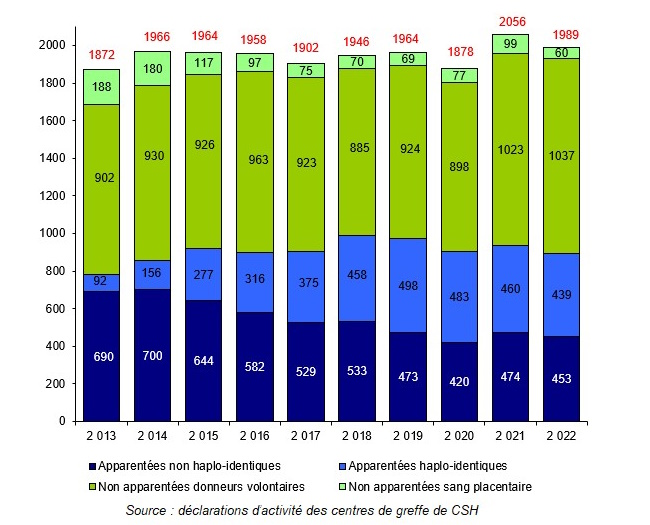 2056
1966 1964 1958 1964 1989
1872 1902 1946 1878
2000
1800
1600
1400
1200
1000
800
600
400
200
0
188 180 117 97 75 70 69 77 99 60
902 930 926 963 923 885 924 898 1023 1037
92 156 277 316 375 458 498 483 460 439
690 700 644 582 529 533 473 420 474 453
2 013 2 014 2 015 2 016 2 017 2 018 2 019 2 020 2 021 2 022
Apparentées non haplo-identiques Apparentées haplo-identiques
Non apparentées donneurs volontaires Non apparentées sang placentaire
Source : déclarations d'activité des centres de greffe de CSH